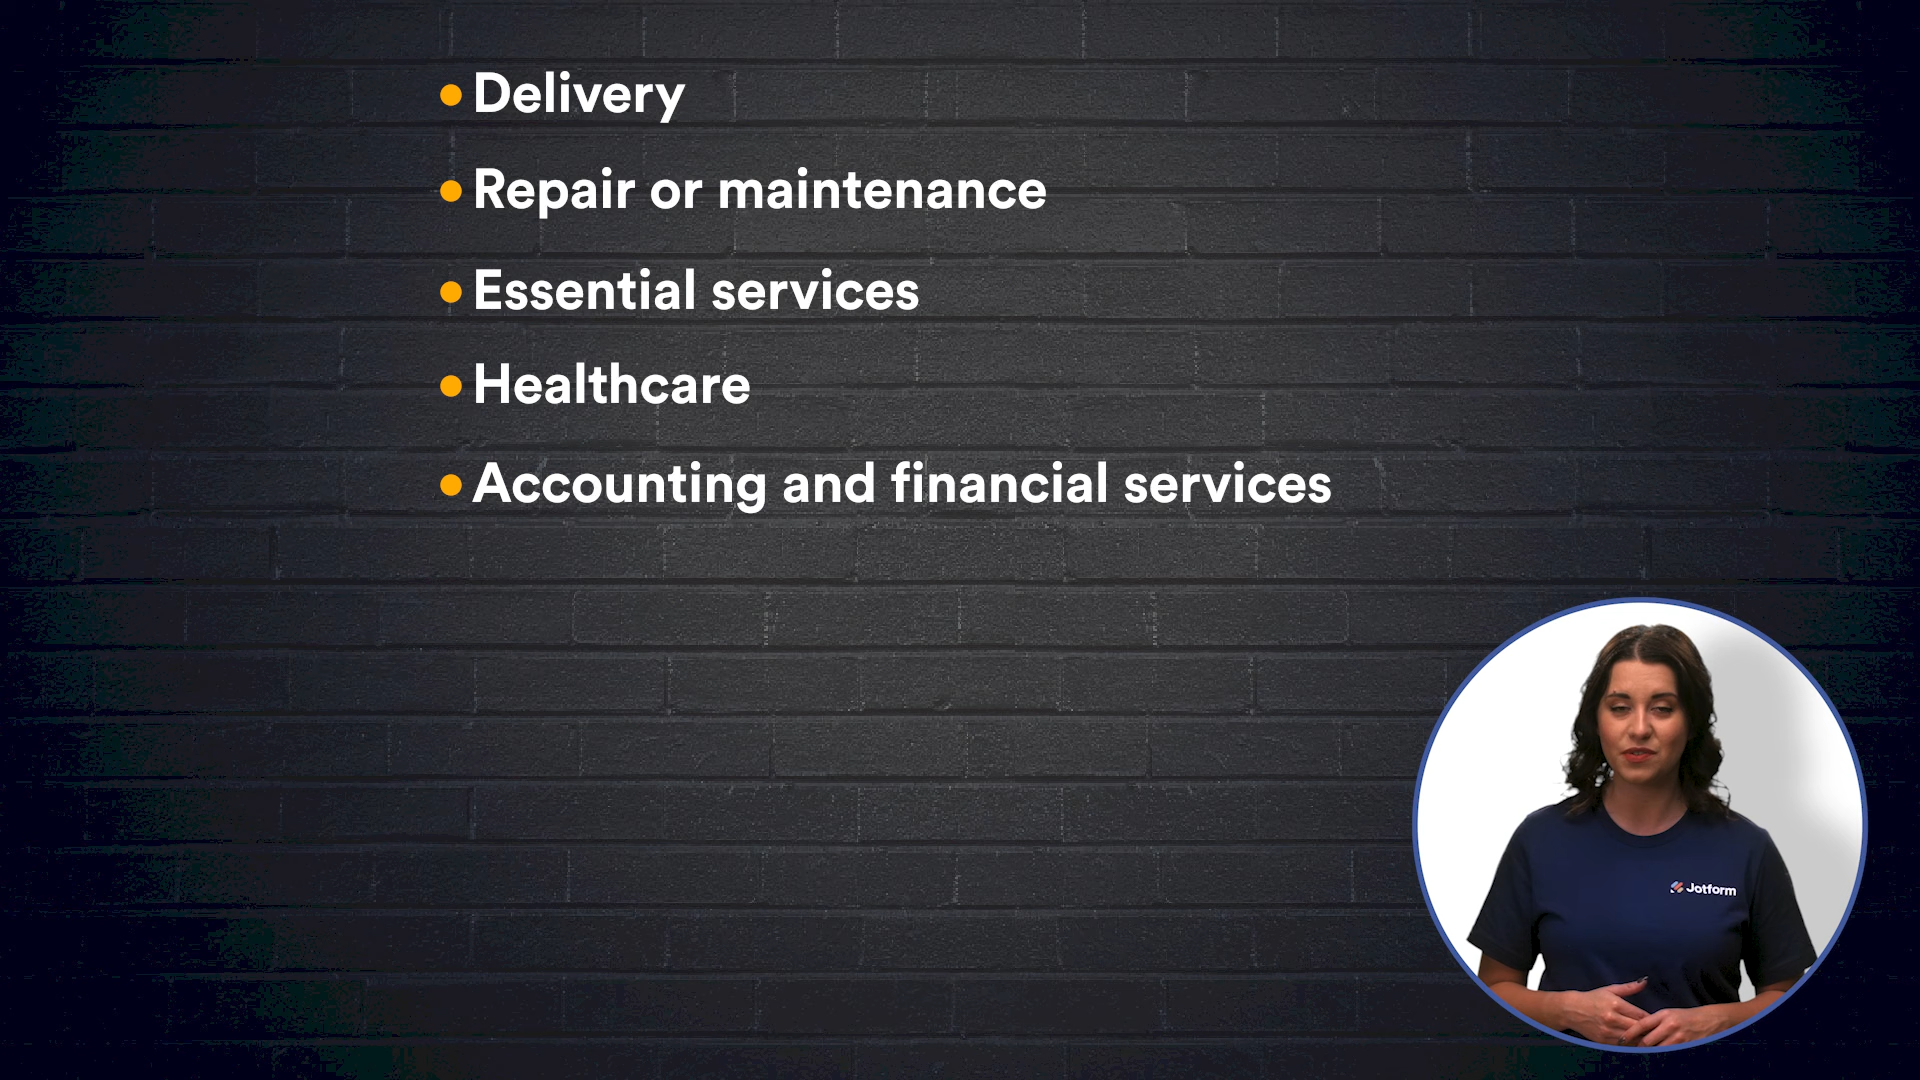 Delivery
Repair or maintenance
Essential services
Healthcare
Accounting and financial services
Jotform